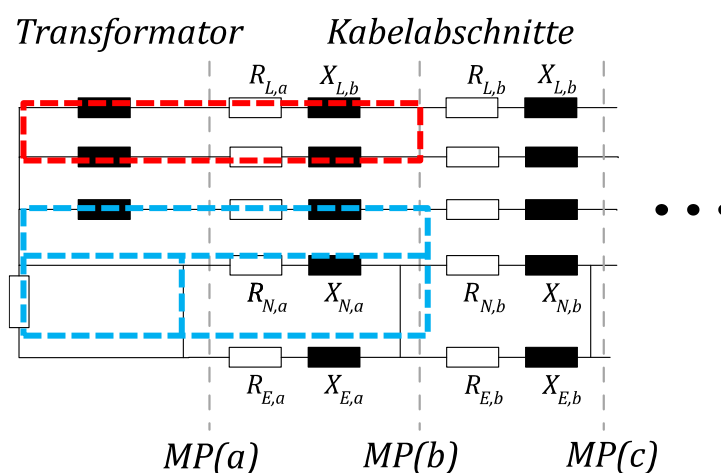 Transformator Kabelabschnitte
R_{L,a} X_{L,b} R_{L,b} X_{L,b}
R_{N,a} X_{N,a} R_{N,b} X_{N,b}
R_{E,a} X_{E,a} R_{E,b} X_{E,b}
MP(a) MP(b) MP(c)